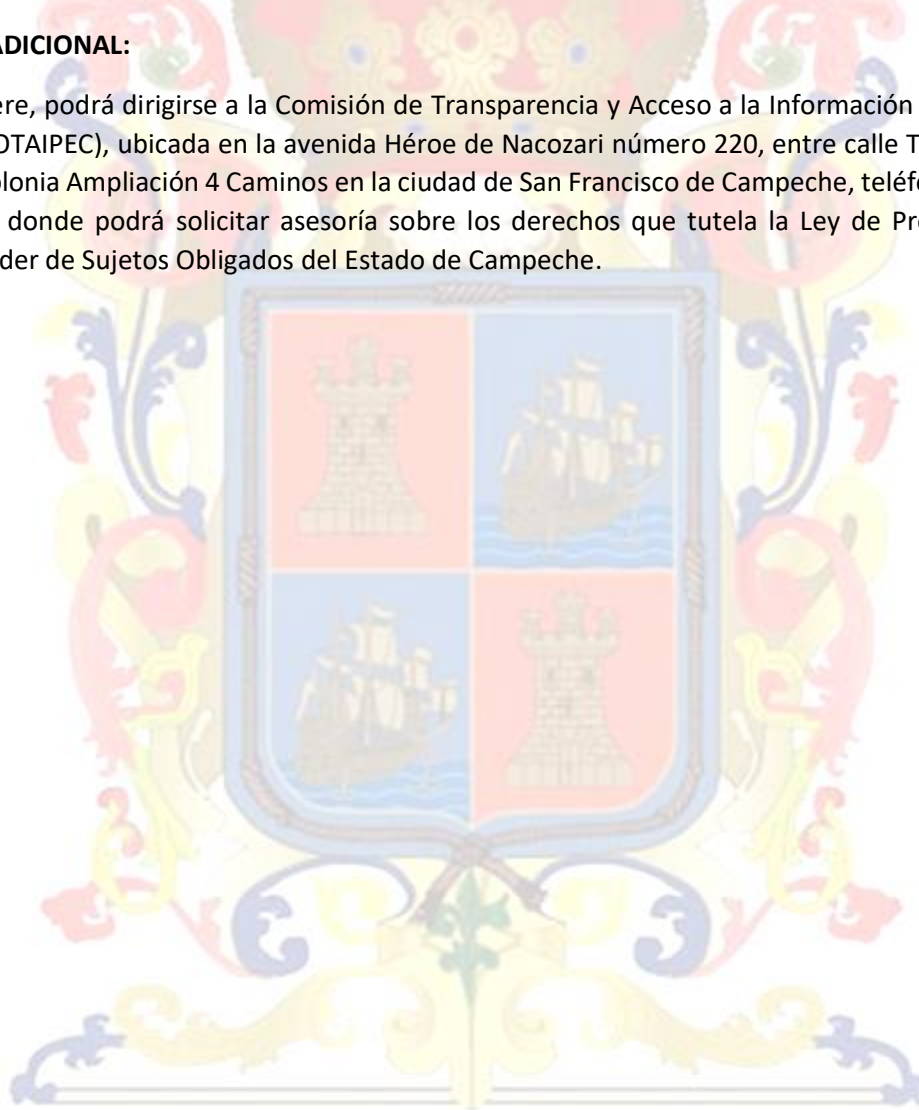 ADICIONAL:
ere, podrá dirigirse a la Comisión de Transparencia y Acceso a la Información
OTAIPEC), ubicada en la avenida Héroe de Nacozari número 220, entre calle T
olonia Ampliación 4 Caminos en la ciudad de San Francisco de Campeche, teléfo
donde podrá solicitar asesoría sobre los derechos que tutela la Ley de Pro
der de Sujetos Obligados del Estado de Campeche.